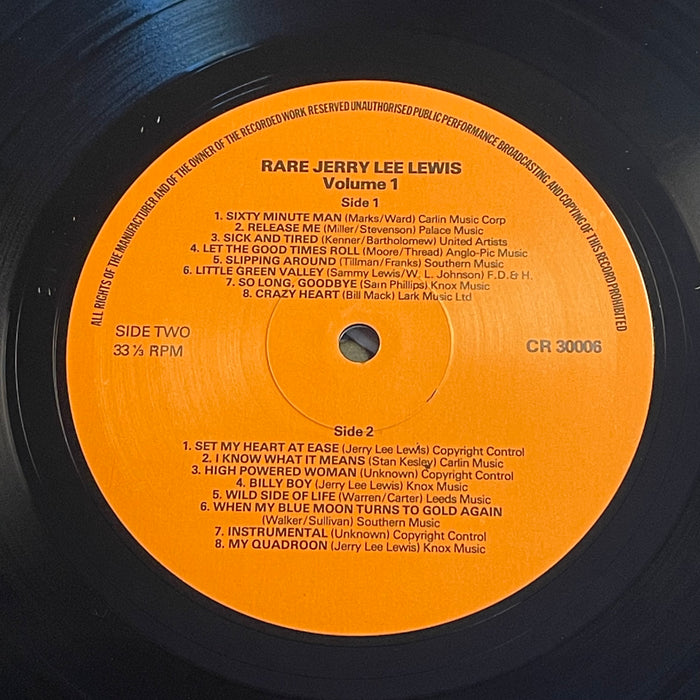 ALL RIGHTS OF THE MANUFACTURER AND OF THE OWNER OF THE RECORDED WORK RESERVED UNAUTHORISED PUBLIC PERFORMANCE BROADCASTING AND COPYING OF THIS RECORD PROHIBITED
RARE JERRY LEE LEWIS
Volume 1
Side 1
1. SIXTY MINUTE MAN (Marks/Ward) Carlin Music Corp
2. RELEASE ME (Miller/Stevenson) Palace Music
3. SICK AND TIRED (Kenner/Bartholomew) United Artists
4. LET THE GOOD TIMES ROLL (Moore/Thread) Anglo-Pic Music
5. SLIPPING AROUND (Tillman/Franks) Southern Music
6. LITTLE GREEN VALLEY (Sammy Lewis/W. L. Johnson) F.D.& H.
7. SO LONG, GOODBYE (Sam Phillips) Knox Music
8. CRAZY HEART (Bill Mack) Lark Music Ltd
SIDE TWO
33⅓ RPM
CR 30006
Side 2
1. SET MY HEART AT EASE (Jerry Lee Lewis) Copyright Control
2. I KNOW WHAT IT MEANS (Stan Kesley) Carlin Music
3. HIGH POWERED WOMAN (Unknown) Copyright Control
4. BILLY BOY (Jerry Lee Lewis) Knox Music
5. WILD SIDE OF LIFE (Warren/Carter) Leeds Music
6. WHEN MY BLUE MOON TURNS TO GOLD AGAIN
(Walker/Sullivan) Southern Music
7. INSTRUMENTAL (Unknown) Copyright Control
8. MY QUADROON (Jerry Lee Lewis) Knox Music